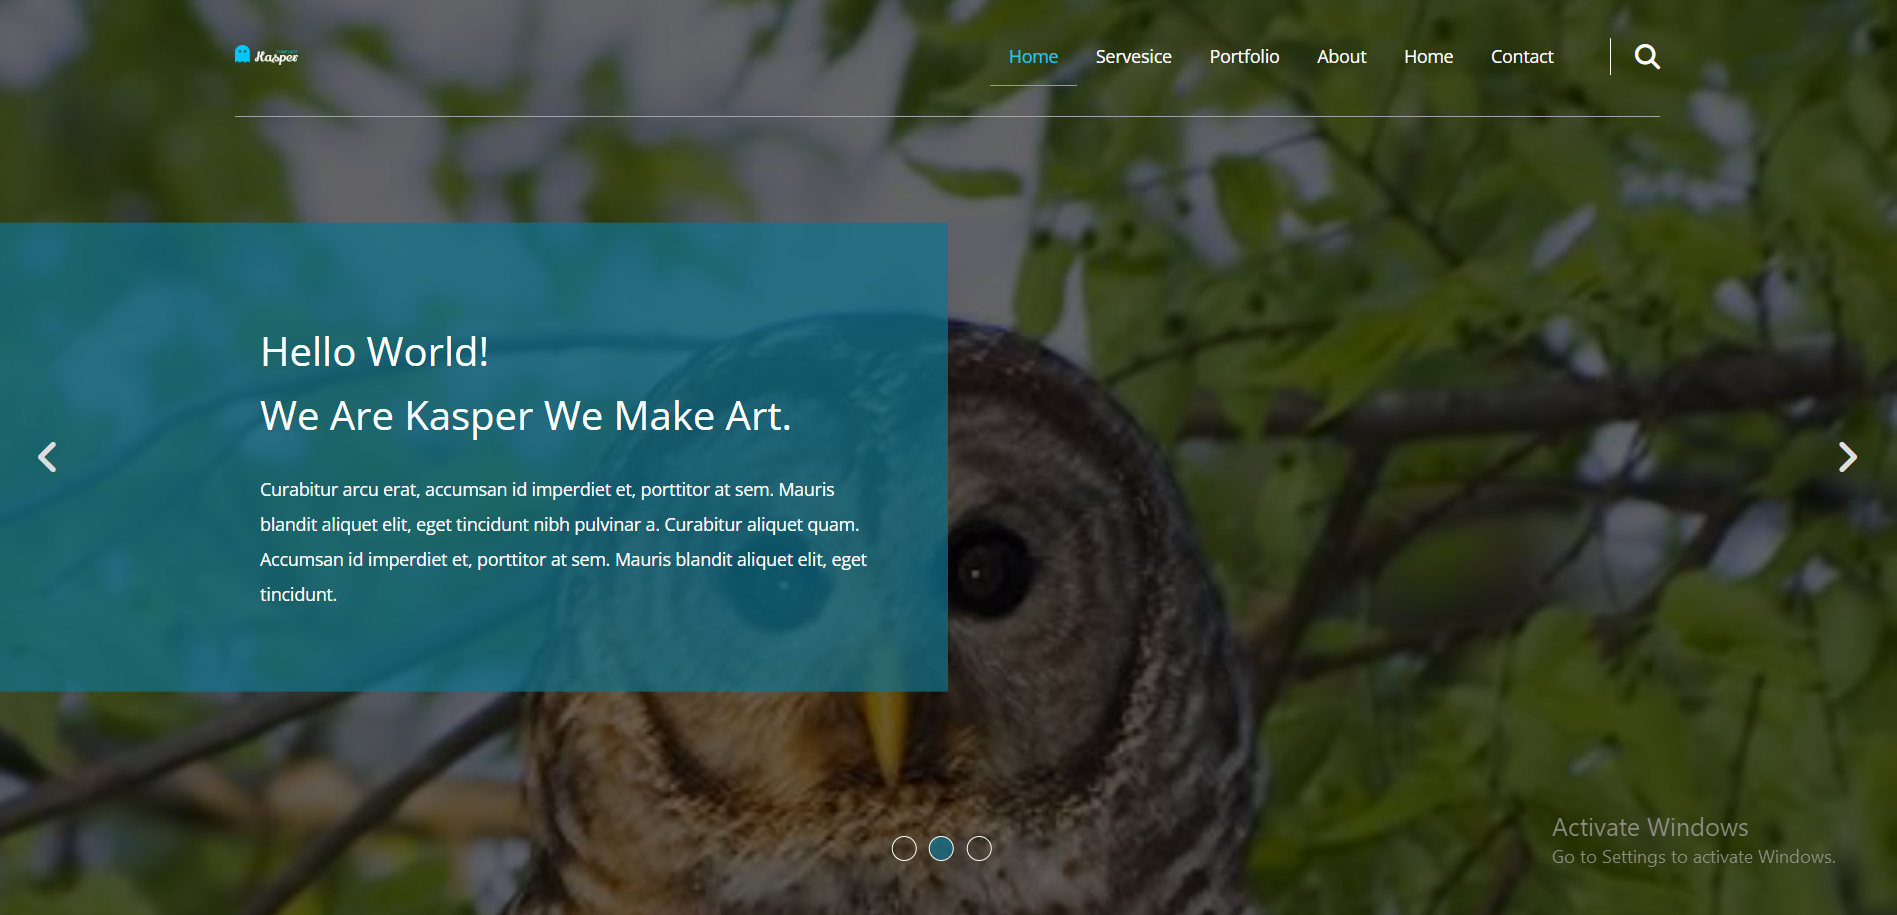 Kasper
Home Servesice Portfolio About Home Contact
Hello World!
We Are Kasper We Make Art.
Curabitur arcu erat, accumsan id imperdiet et, porttitor at sem. Mauris
blandit aliquet elit, eget tincidunt nibh pulvinar a. Curabitur aliquet quam.
Accumsan id imperdiet et, porttitor at sem. Mauris blandit aliquet elit, eget
tincidunt.
Activate Windows
Go to Settings to activate Windows.